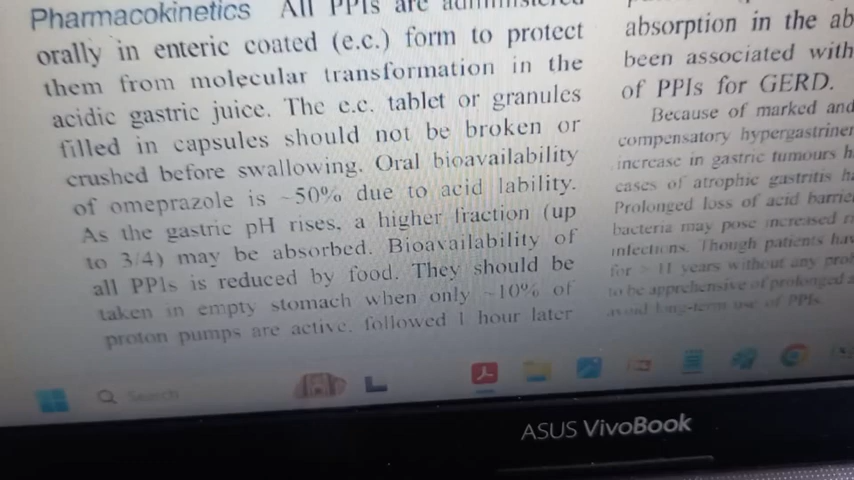 Pharmacokinetics All PPIs are administered
orally in enteric coated (e.c.) form to protect
them from molecular transformation in the
acidic gastric juice. The e.c. tablet or granules
filled in capsules should not be broken or
crushed before swallowing. Oral bioavailability
of omeprazole is ~50% due to acid lability.
As the gastric pH rises, a higher fraction (up
to 3/4) may be absorbed. Bioavailability of
all PPIs is reduced by food. They should be
taken in empty stomach when only ~10% of
proton pumps are active, followed 1 hour later
absorption in the ab
been associated with
of PPIs for GERD.
Because of marked and
compensatory hypergastriner
increase in gastric tumours h
cases of atrophic gastritis ha
Prolonged loss of acid barrie
bacteria may pose increased ri
infections. Though patients hav
for > 11 years without any prob
to be apprehensive of prolonged a
avoid long-term use of PPIs.
Search
ASUS VivoBook